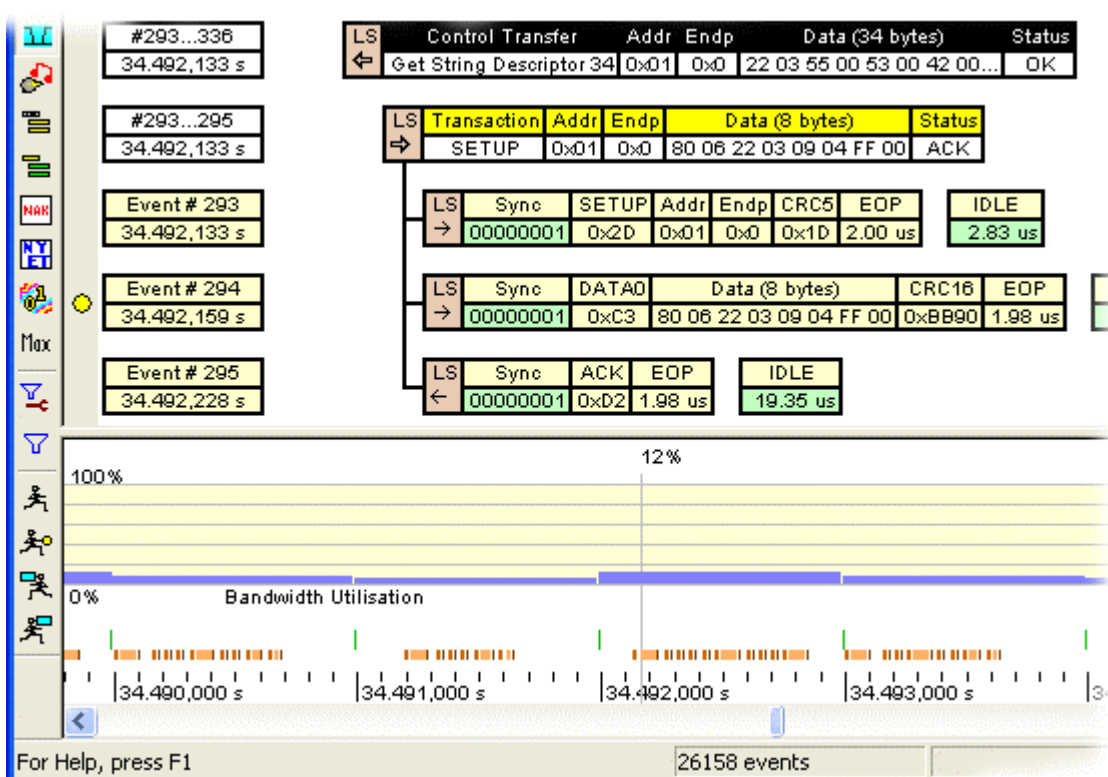 #293...336 LS Control Transfer Addr Endp Data (34 bytes) Status
34.492,133 s Get String Descriptor 34 0x01 0x0 22 03 55 00 53 00 42 00... OK
#293...295 LS Transaction Addr Endp Data (8 bytes) Status
34.492,133 s SETUP 0x01 0x0 80 06 22 03 09 04 FF 00 ACK
NAK Event # 293 LS Sync SETUP Addr Endp CRC5 EOP IDLE
34.492,133 s 00000001 0x2D 0x01 0x0 0x1D 2.00 us 2.83 us
NYET
Event # 294 LS Sync DATA0 Data (8 bytes) CRC16 EOP
34.492,159 s 00000001 0xC3 80 06 22 03 09 04 FF 00 0xBB90 1.98 us
Max
Event # 295 LS Sync ACK EOP IDLE
34.492,228 s 00000001 0xD2 1.98 us 19.35 us
12%
100%
0% Bandwidth Utilisation
34.490,000 s 34.491,000 s 34.492,000 s 34.493,000 s
For Help, press F1 26158 events